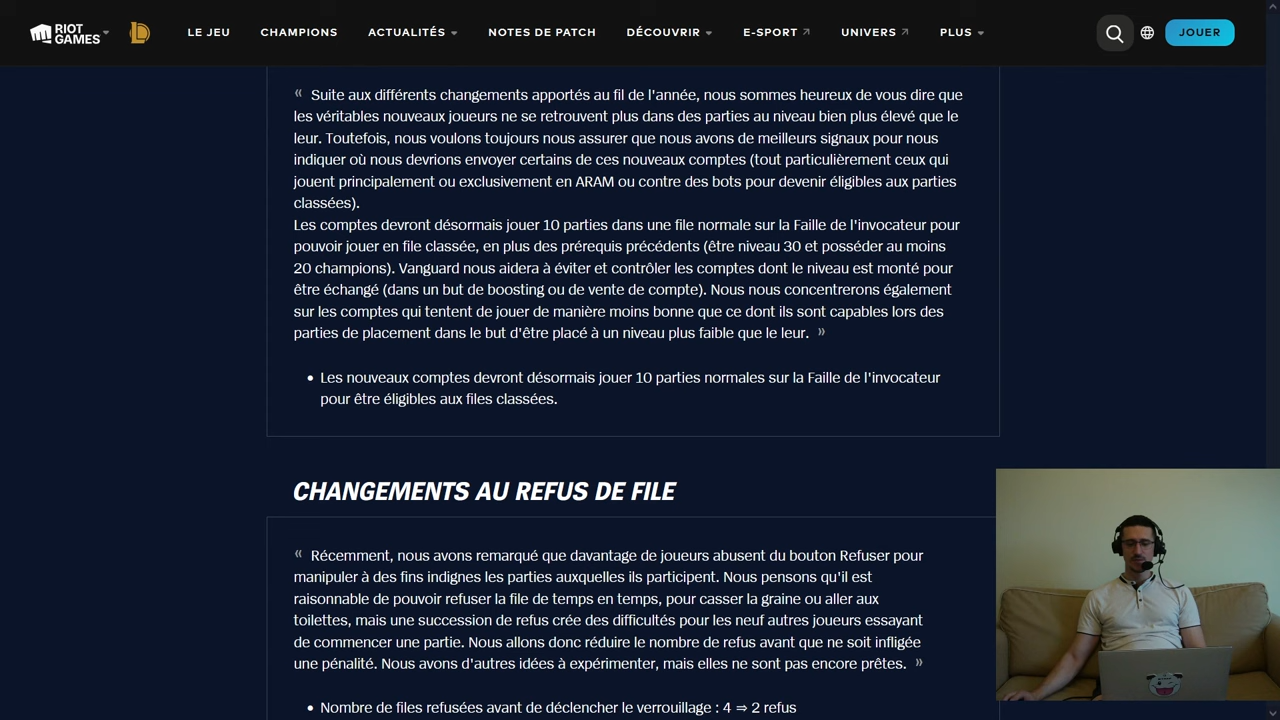 RIOT GAMES
LE JEU CHAMPIONS ACTUALITÉS NOTES DE PATCH DÉCOUVRIR E-SPORT UNIVERS PLUS JOUER
« Suite aux différents changements apportés au fil de l'année, nous sommes heureux de vous dire que
les véritables nouveaux joueurs ne se retrouvent plus dans des parties au niveau bien plus élevé que le
leur. Toutefois, nous voulons toujours nous assurer que nous avons de meilleurs signaux pour nous
indiquer où nous devrions envoyer certains de ces nouveaux comptes (tout particulièrement ceux qui
jouent principalement ou exclusivement en ARAM ou contre des bots pour devenir éligibles aux parties
classées).
Les comptes devront désormais jouer 10 parties dans une file normale sur la Faille de l'invocateur pour
pouvoir jouer en file classée, en plus des prérequis précédents (être niveau 30 et posséder au moins
20 champions). Vanguard nous aidera à éviter et contrôler les comptes dont le niveau est monté pour
être échangé (dans un but de boosting ou de vente de compte). Nous nous concentrerons également
sur les comptes qui tentent de jouer de manière moins bonne que ce dont ils sont capables lors des
parties de placement dans le but d'être placé à un niveau plus faible que le leur. »
• Les nouveaux comptes devront désormais jouer 10 parties normales sur la Faille de l'invocateur
pour être éligibles aux files classées.
CHANGEMENTS AU REFUS DE FILE
« Récemment, nous avons remarqué que davantage de joueurs abusent du bouton Refuser pour
manipuler à des fins indignes les parties auxquelles ils participent. Nous pensons qu'il est
raisonnable de pouvoir refuser la file de temps en temps, pour casser la graine ou aller aux
toilettes, mais une succession de refus crée des difficultés pour les neuf autres joueurs essayant
de commencer une partie. Nous allons donc réduire le nombre de refus avant que ne soit infligée
une pénalité. Nous avons d'autres idées à expérimenter, mais elles ne sont pas encore prêtes. »
• Nombre de files refusées avant de déclencher le verrouillage : 4 ⇒ 2 refus